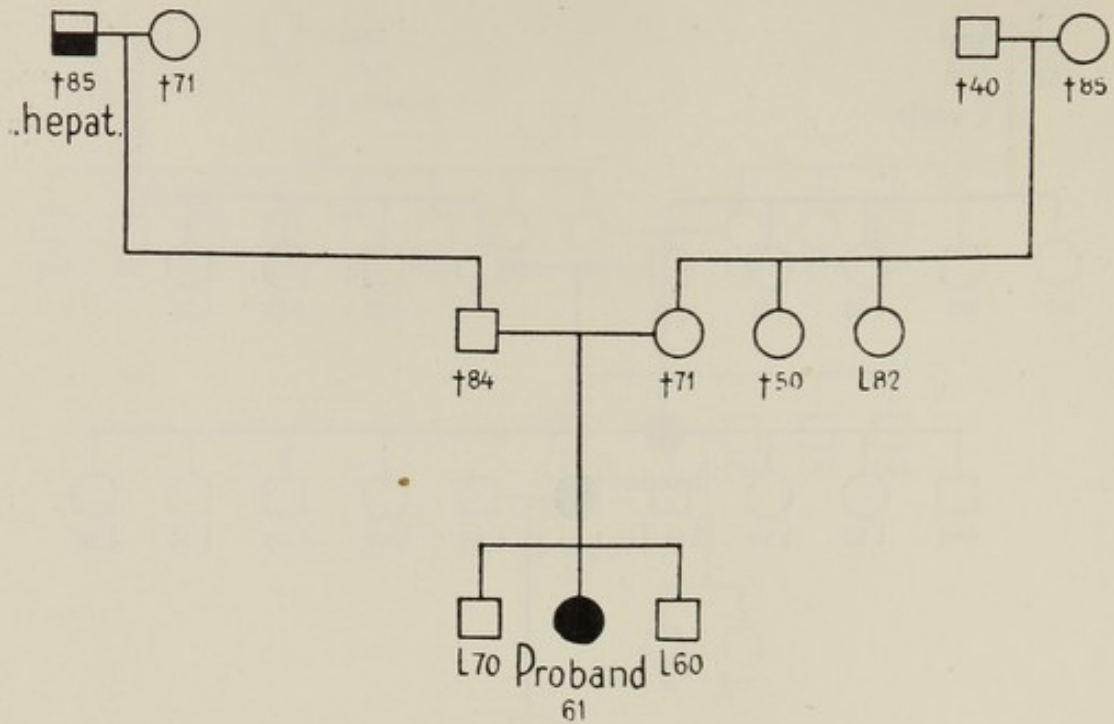 †85 †71 †40 †85
.hepat.
†84 †71 †50 L82
L70 Proband L60
61